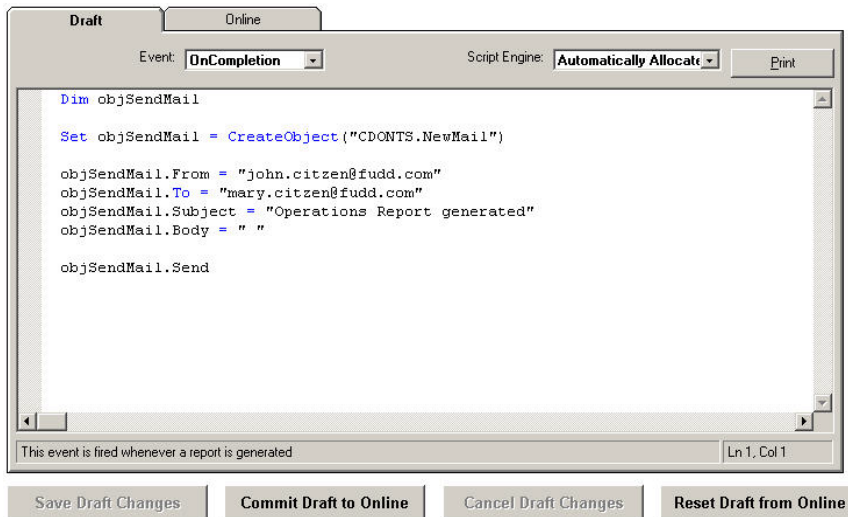 Draft Online
Event: OnCompletion Script Engine: Automatically Allocate Print
Dim objSendMail
Set objSendMail = CreateObject("CDONTS.NewMail")
objSendMail.From = "john.citzen@fudd.com"
objSendMail.To = "mary.citzen@fudd.com"
objSendMail.Subject = "Operations Report generated"
objSendMail.Body = " "
objSendMail.Send
This event is fired whenever a report is generated Ln 1, Col 1
Save Draft Changes Commit Draft to Online Cancel Draft Changes Reset Draft from Online